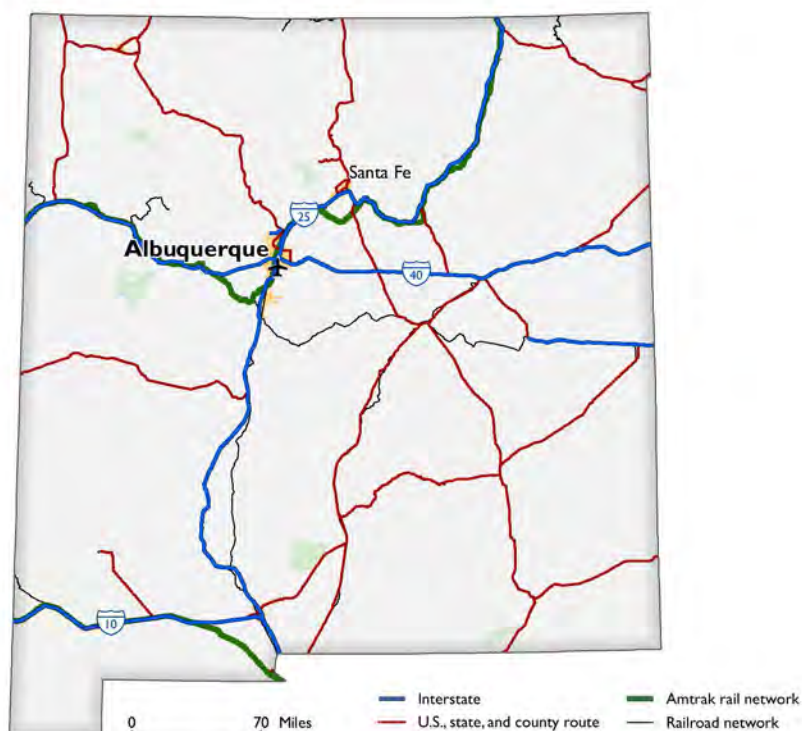 Santa Fe
25
Albuquerque
40
10
0 70 Miles
Interstate
U.S., state, and county route
Amtrak rail network
Railroad network